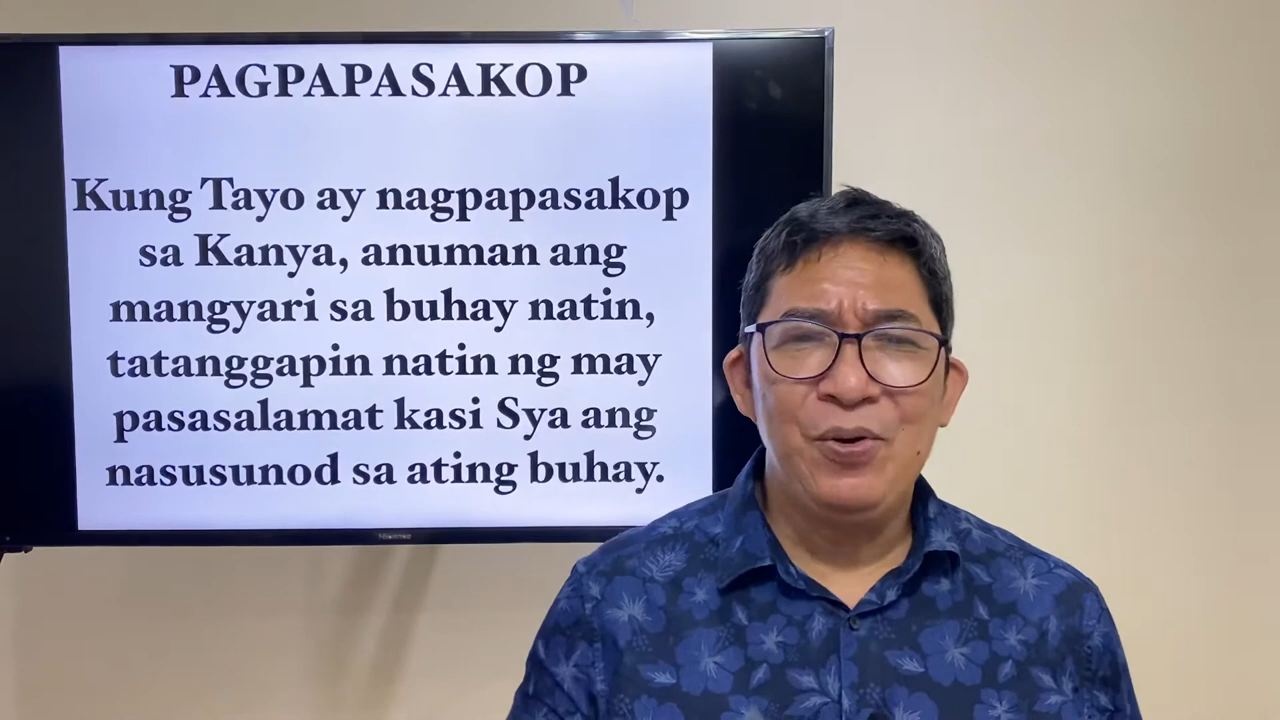 PAGPAPASAKOP
Kung Tayo ay nagpapasakop
sa Kanya, anuman ang
mangyari sa buhay natin,
tatanggapin natin ng may
pasasalamat kasi Sya ang
nasusunod sa ating buhay.
Hisense